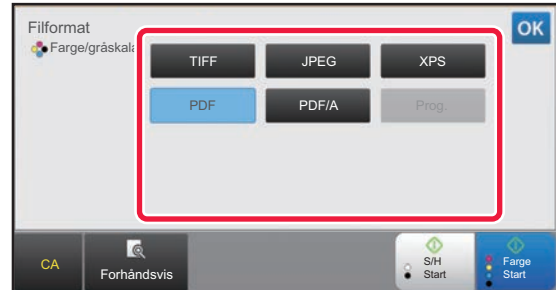 Filformat
OK
Farge/gråskala
TIFF
JPEG
XPS
PDF
PDF/A
Prog.
CA
Forhåndsvis
S/H
Start
Farge
Start